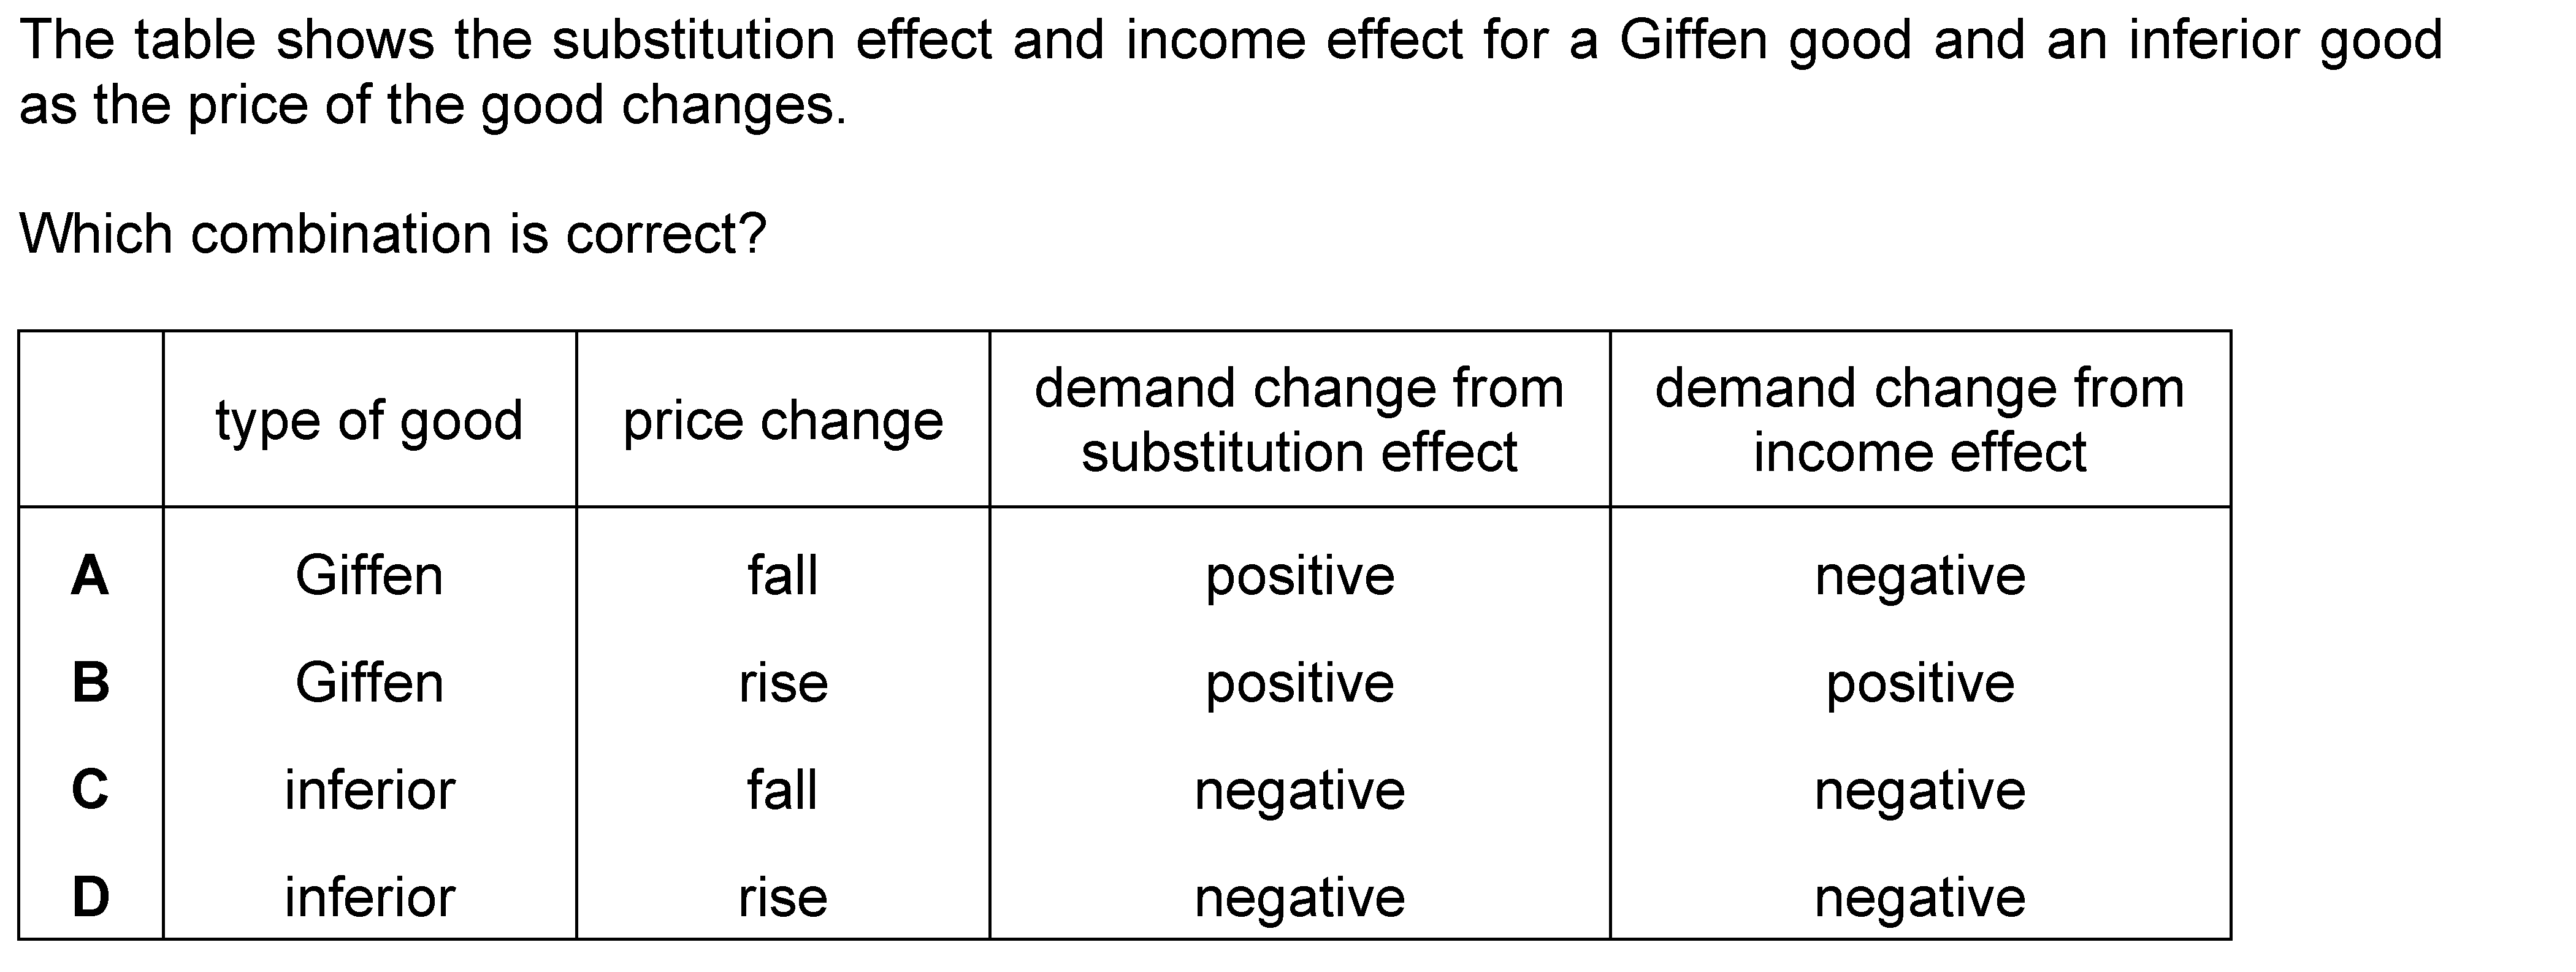 The table shows the substitution effect and income effect for a Giffen good and an inferior good
as the price of the good changes.
Which combination is correct?
type of good price change demand change from substitution effect demand change from income effect
A Giffen fall positive negative
B Giffen rise positive positive
C inferior fall negative negative
D inferior rise negative negative